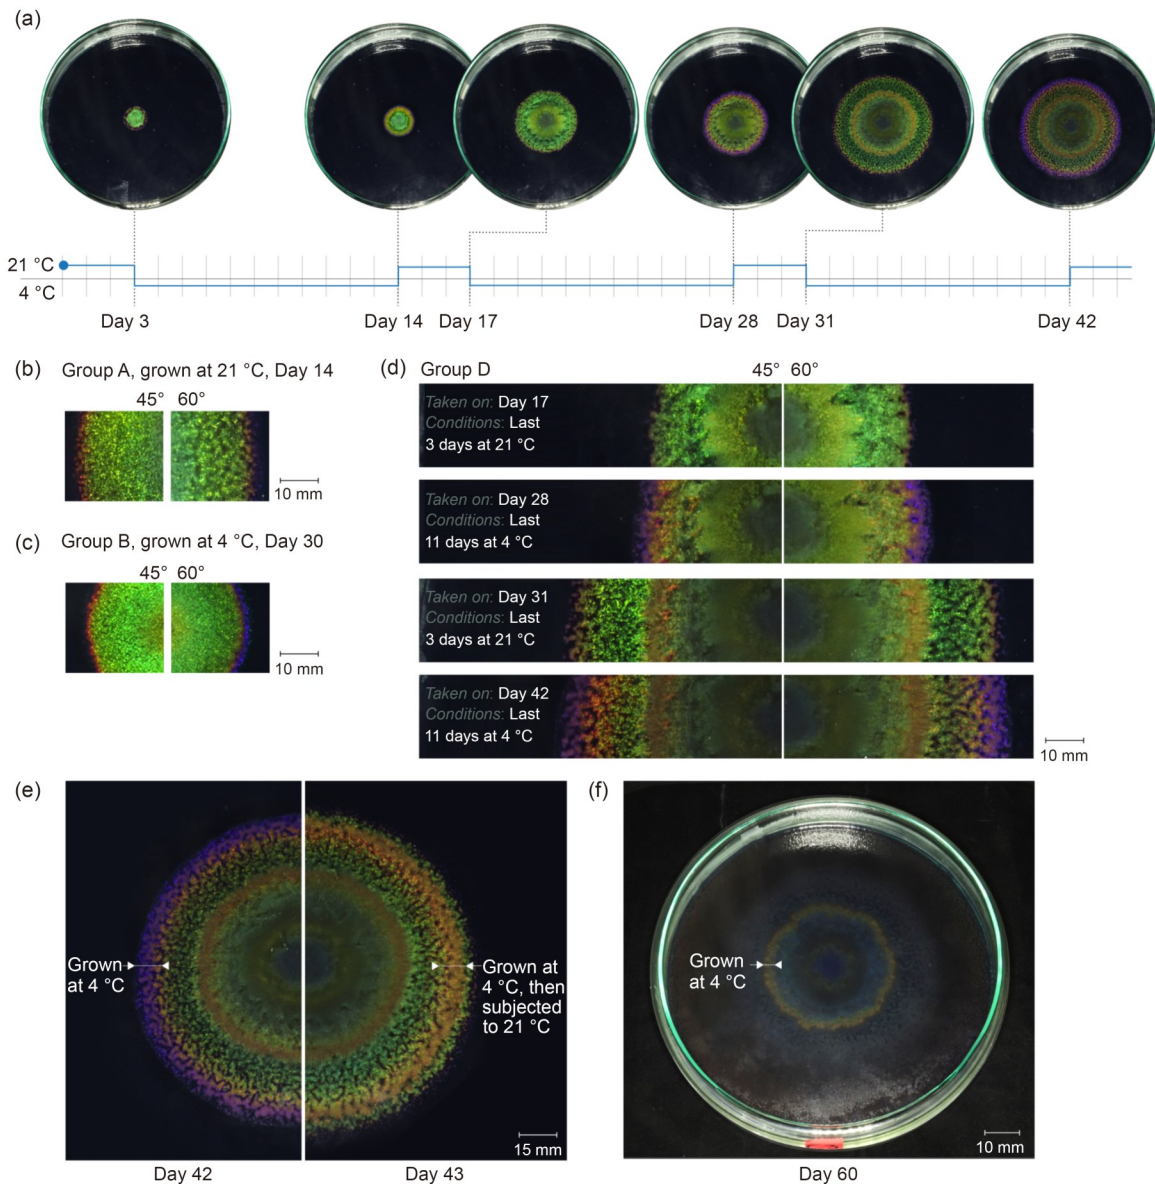 (a)
21 °C
4 °C
Day 3
Day 14
Day 17
Day 28
Day 31
Day 42
(b) Group A, grown at 21 °C, Day 14
45° 60°
10 mm
(c) Group B, grown at 4 °C, Day 30
45° 60°
10 mm
(d) Group D
45° 60°
Taken on: Day 17
Conditions: Last
3 days at 21 °C
Taken on: Day 28
Conditions: Last
11 days at 4 °C
Taken on: Day 31
Conditions: Last
3 days at 21 °C
Taken on: Day 42
Conditions: Last
11 days at 4 °C
10 mm
(e)
Grown
at 4 °C
Grown at
4 °C, then
subjected
to 21 °C
15 mm
Day 42
Day 43
(f)
Grown
at 4 °C
10 mm
Day 60